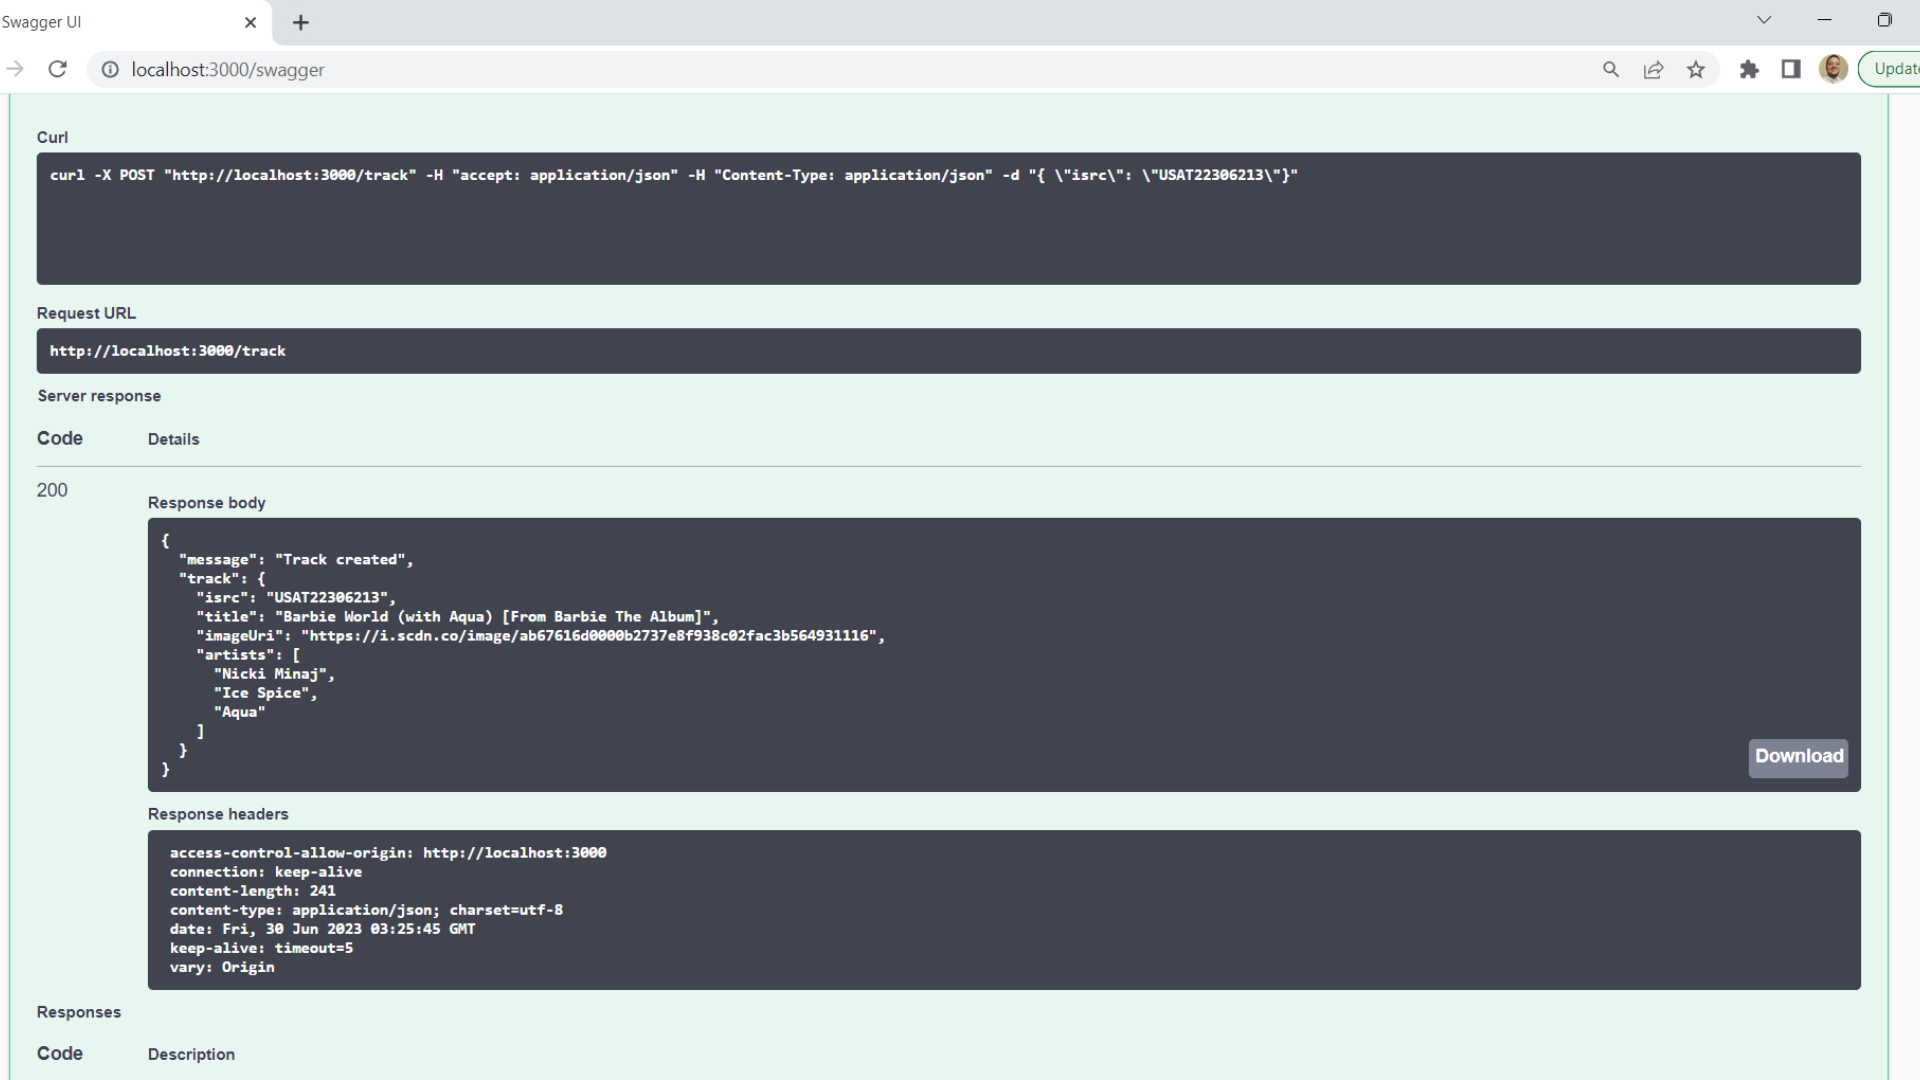 Swagger UI
localhost:3000/swagger
Update
Curl
curl -X POST "http://localhost:3000/track" -H "accept: application/json" -H "Content-Type: application/json" -d "{ \"isrc\": \"USAT22306213\"}"
Request URL
http://localhost:3000/track
Server response
Code Details
200
Response body
{
"message": "Track created",
"track": {
"isrc": "USAT22306213",
"title": "Barbie World (with Aqua) [From Barbie The Album]",
"imageUri": "https://i.scdn.co/image/ab67616d0000b2737e8f938c02fac3b564931116",
"artists": [
"Nicki Minaj",
"Ice Spice",
"Aqua"
]
}
}
Download
Response headers
access-control-allow-origin: http://localhost:3000
connection: keep-alive
content-length: 241
content-type: application/json; charset=utf-8
date: Fri, 30 Jun 2023 03:25:45 GMT
keep-alive: timeout=5
vary: Origin
Responses
Code Description